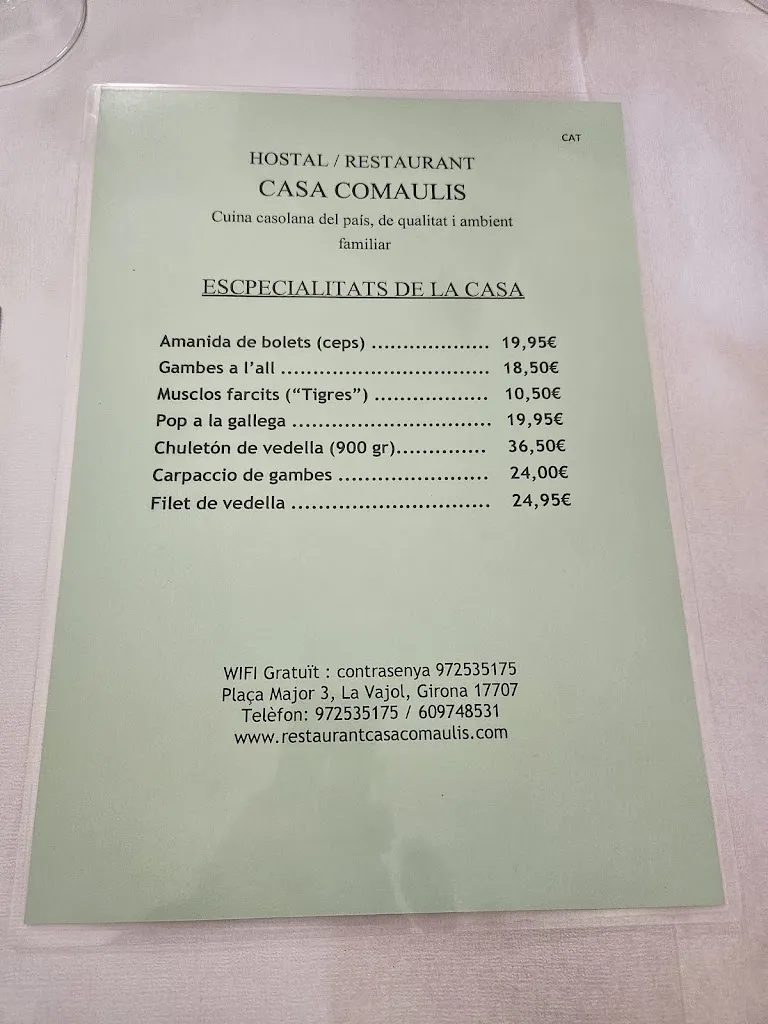 CAT
HOSTAL / RESTAURANT
CASA COMAULIS
Cuina casolana del país, de qualitat i ambient
familiar
ESCPECIALITATS DE LA CASA
Amanida de bolets (ceps) ................... 19,95€
Gambes a l'all .................................. 18,50€
Musclos farcits ("Tigres") .................. 10,50€
Pop a la gallega ................................ 19,95€
Chuletón de vedella (900 gr).............. 36,50€
Carpaccio de gambes ........................ 24,00€
Filet de vedella ................................ 24,95€
WIFI Gratuït : contrasenya 972535175
Plaça Major 3, La Vajol, Girona 17707
Telèfon: 972535175 / 609748531
www.restaurantcasacomaulis.com